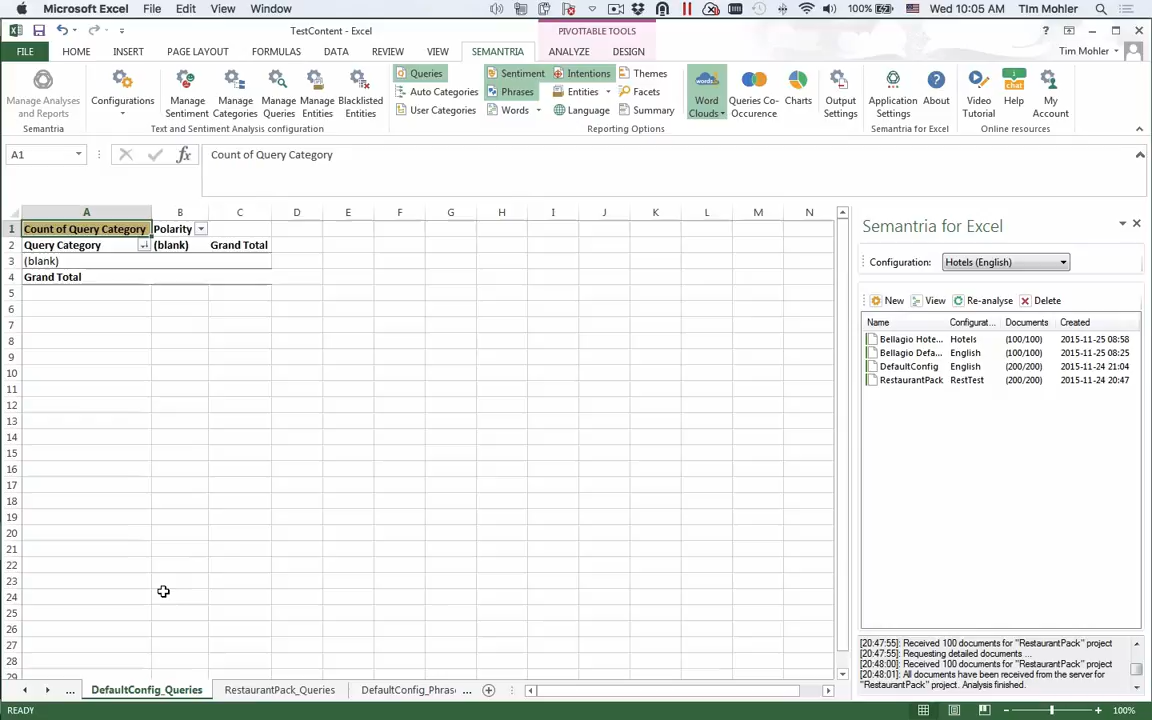 Microsoft Excel File Edit View Window 100% Wed 10:05 AM Tim Mohler
TestContent - Excel
PIVOTTABLE TOOLS
FILE HOME INSERT PAGE LAYOUT FORMULAS DATA REVIEW VIEW SEMANTRIA ANALYZE DESIGN Tim Mohler
Manage Analyses and Reports
Configurations
Manage Sentiment
Manage Categories
Manage Queries
Manage Entities
Blacklisted Entities
Queries
Auto Categories
User Categories
Sentiment
Phrases
Words
Intentions
Entities
Language
Themes
Facets
Summary
Word Clouds
Queries Co-Occurence
Charts
Output Settings
Application Settings
About
Video Tutorial
Help
My Account
Semantria
Text and Sentiment Analysis configuration
Reporting Options
Semantria for Excel
Online resources
A1 fx Count of Query Category
A B C D E F G H I J K L M N
1 Count of Query Category Polarity
2 Query Category (blank) Grand Total
3 (blank)
4 Grand Total
5
6
7
8
9
10
11
12
13
14
15
16
17
18
19
20
21
22
23
24
25
26
27
28
29
Semantria for Excel
Configuration: Hotels (English)
New View Re-analyse Delete
Name Configurat... Documents Created
Bellagio Hote... Hotels (100/100) 2015-11-25 08:58
Bellagio Defa... English (100/100) 2015-11-25 08:25
DefaultConfig English (200/200) 2015-11-24 21:04
RestaurantPack RestTest (200/200) 2015-11-24 20:47
[20:47:55]: Received 100 documents for "RestaurantPack" project
[20:47:55]: Requesting detailed documents ...
[20:48:00]: Received 100 documents for "RestaurantPack" project
[20:48:01]: All documents have been received from the server for
"RestaurantPack" project. Analysis finished.
... DefaultConfig_Queries RestaurantPack_Queries DefaultConfig_Phrase ...
READY 100%